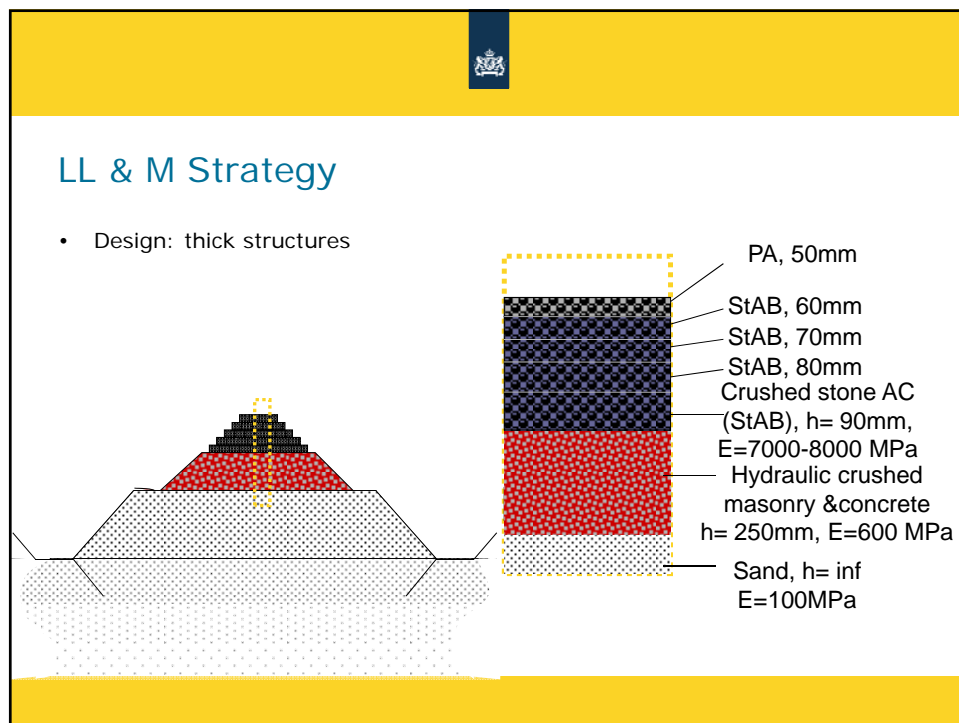 LL & M Strategy
• Design: thick structures
PA, 50mm
StAB, 60mm
StAB, 70mm
StAB, 80mm
Crushed stone AC
(StAB), h= 90mm,
E=7000-8000 MPa
Hydraulic crushed
masonry &concrete
h= 250mm, E=600 MPa
Sand, h= inf
E=100MPa